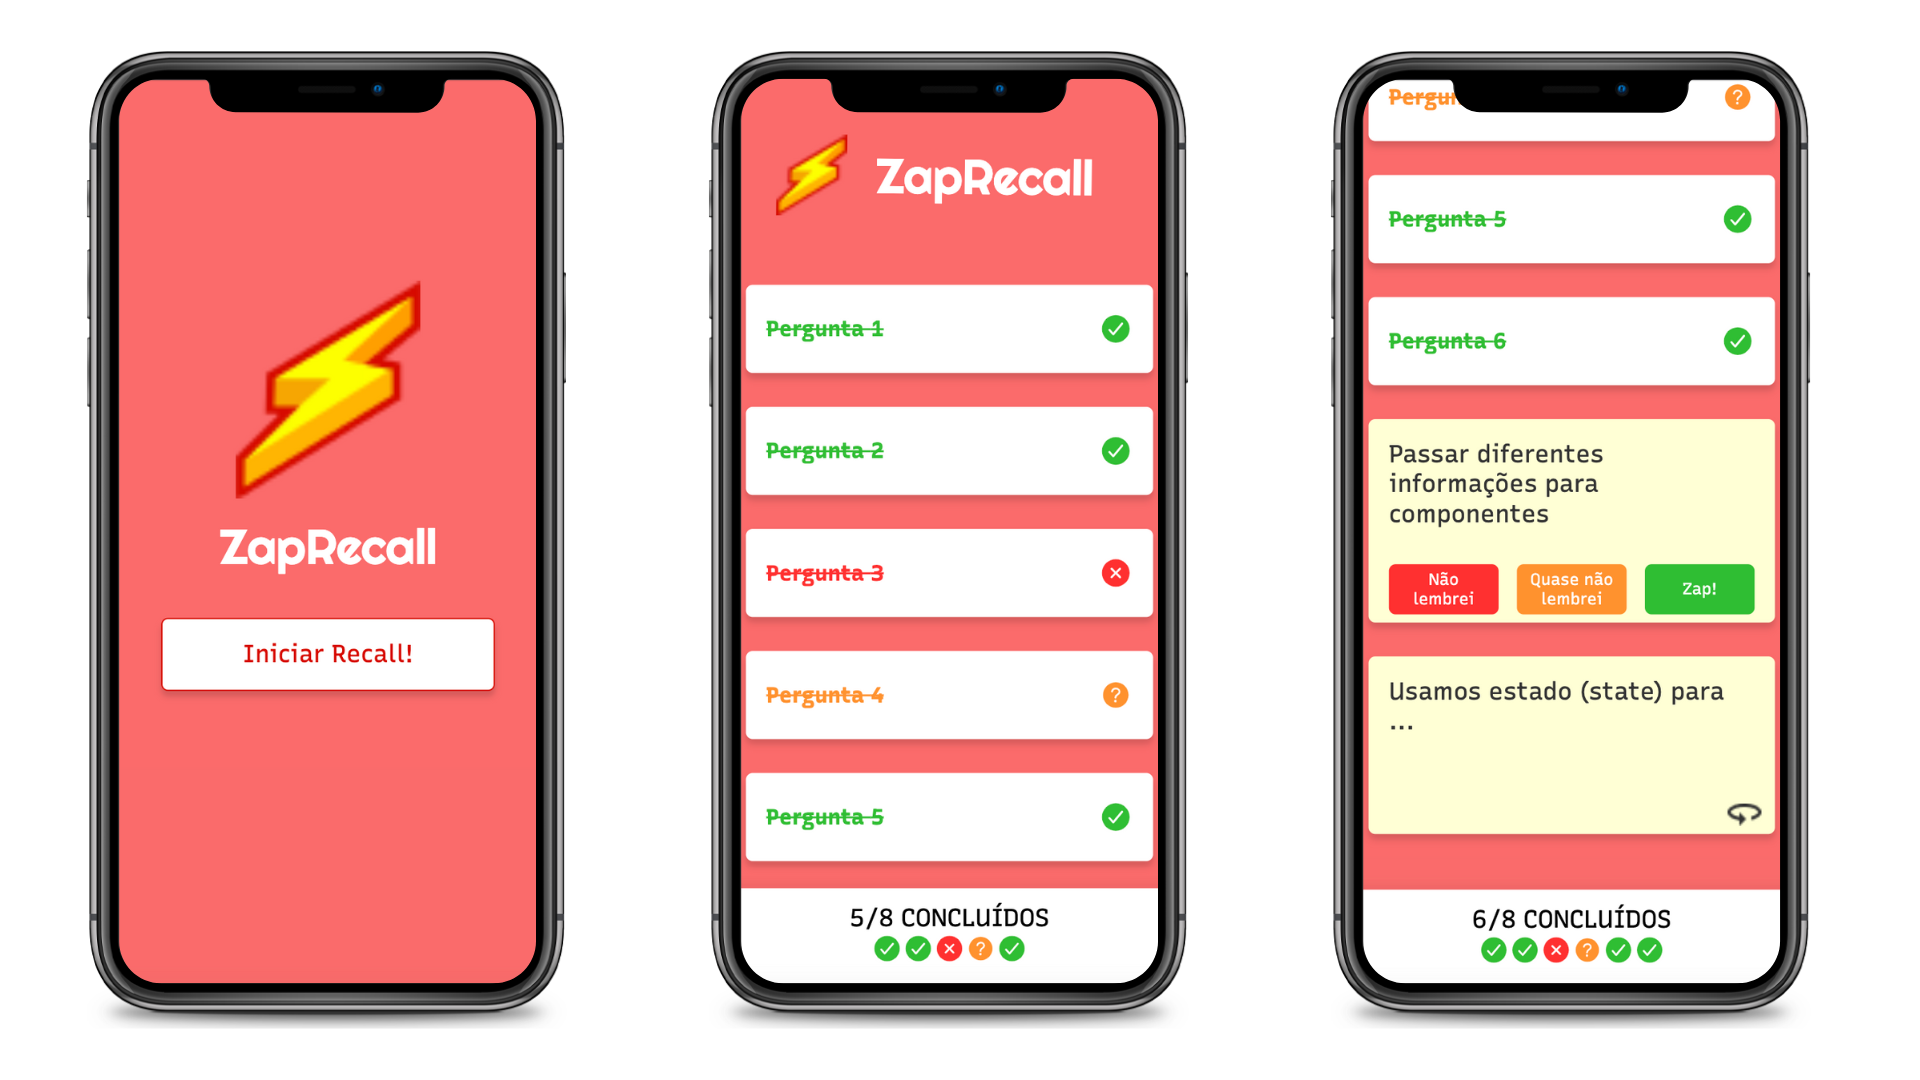 ZapRecall
Iniciar Recall!
ZapRecall
Pergunta 1
Pergunta 2
Pergunta 3
Pergunta 4
Pergunta 5
5/8 CONCLUÍDOS
Pergun
Pergunta 5
Pergunta 6
Passar diferentes
informações para
componentes
Não
lembrei
Quase não
lembrei
Zap!
Usamos estado (state) para
...
6/8 CONCLUÍDOS